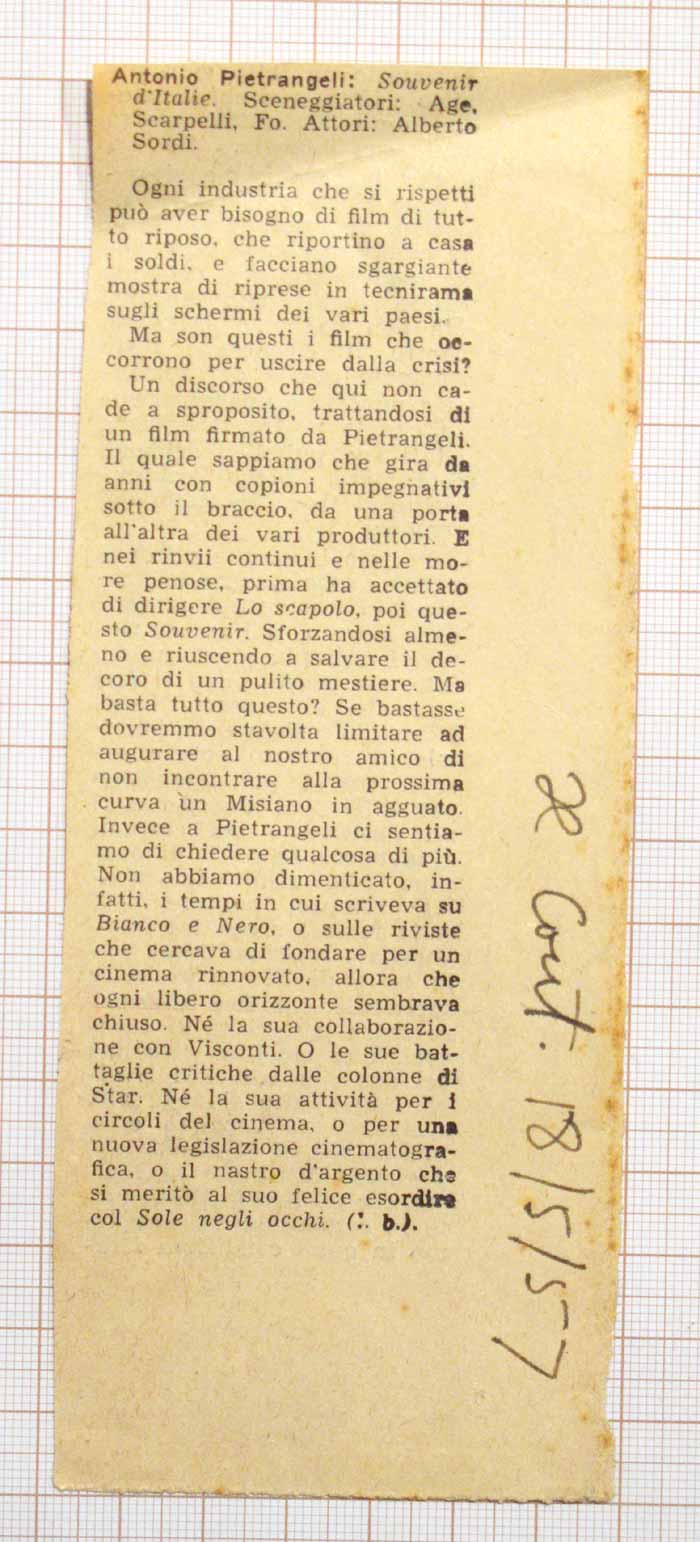 Antonio Pietrangeli: Souvenir
d'Italie. Sceneggiatori: Age,
Scarpelli, Fo. Attori: Alberto
Sordi.
Ogni industria che si rispetti
può aver bisogno di film di tut-
to riposo, che riportino a casa
i soldi, e facciano sgargiante
mostra di riprese in tecnirama
sugli schermi dei vari paesi.
Ma son questi i film che oc-
corrono per uscire dalla crisi?
Un discorso che qui non ca-
de a sproposito, trattandosi di
un film firmato da Pietrangeli.
Il quale sappiamo che gira da
anni con copioni impegnativi
sotto il braccio, da una porta
all'altra dei vari produttori. E
nei rinvii continui e nelle mo-
re penose, prima ha accettato
di dirigere Lo scapolo, poi que-
sto Souvenir. Sforzandosi alme-
no e riuscendo a salvare il de-
coro di un pulito mestiere. Ma
basta tutto questo? Se bastasse
dovremmo stavolta limitare ad
augurare al nostro amico di
non incontrare alla prossima
curva un Misiano in agguato.
Invece a Pietrangeli ci sentia-
mo di chiedere qualcosa di più.
Non abbiamo dimenticato, in-
fatti, i tempi in cui scriveva su
Bianco e Nero, o sulle riviste
che cercava di fondare per un
cinema rinnovato, allora che
ogni libero orizzonte sembrava
chiuso. Né la sua collaborazio-
ne con Visconti. O le sue bat-
taglie critiche dalle colonne di
Star. Né la sua attività per i
circoli del cinema, o per una
nuova legislazione cinematogra-
fica, o il nastro d'argento che
si meritò al suo felice esordire
col Sole negli occhi. (. b.).
Cont. 18/5/57